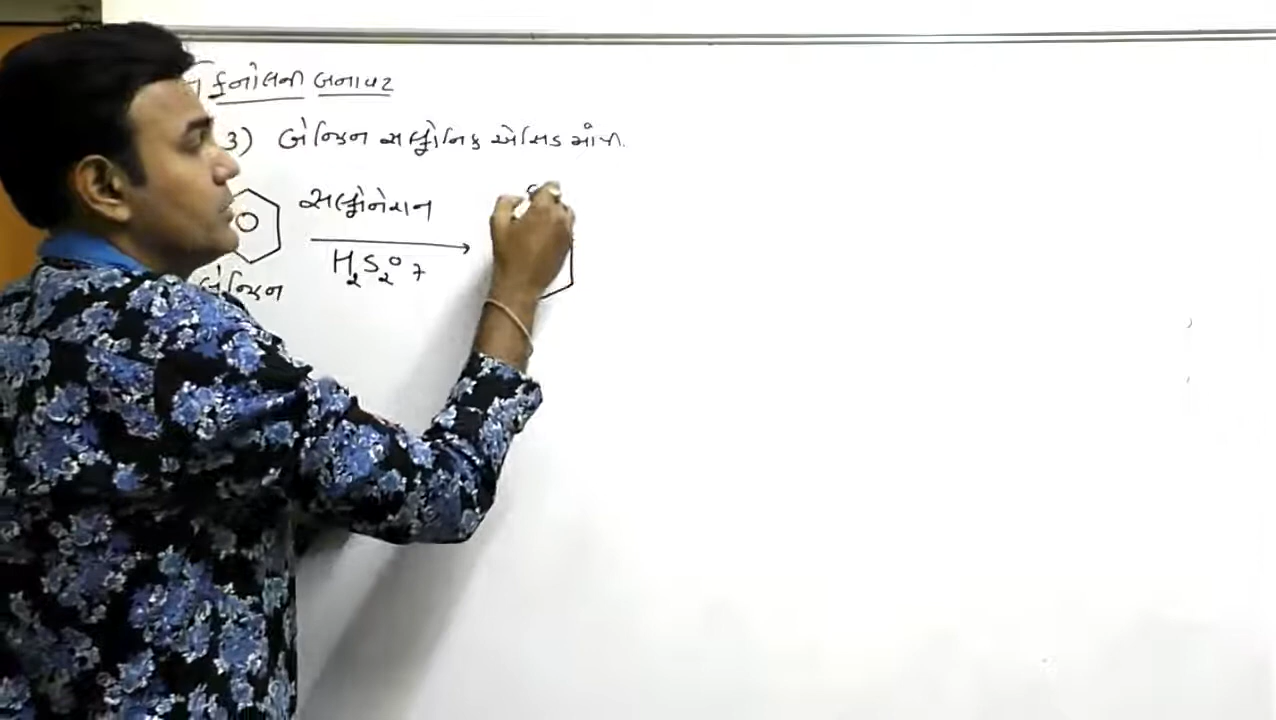 ફિનોલની બનાવટ
3) બેન્ઝિન સલ્ફોનિક એસિડ માંથી.
સલ્ફોનેશન
H2S2O7
બેન્ઝિન